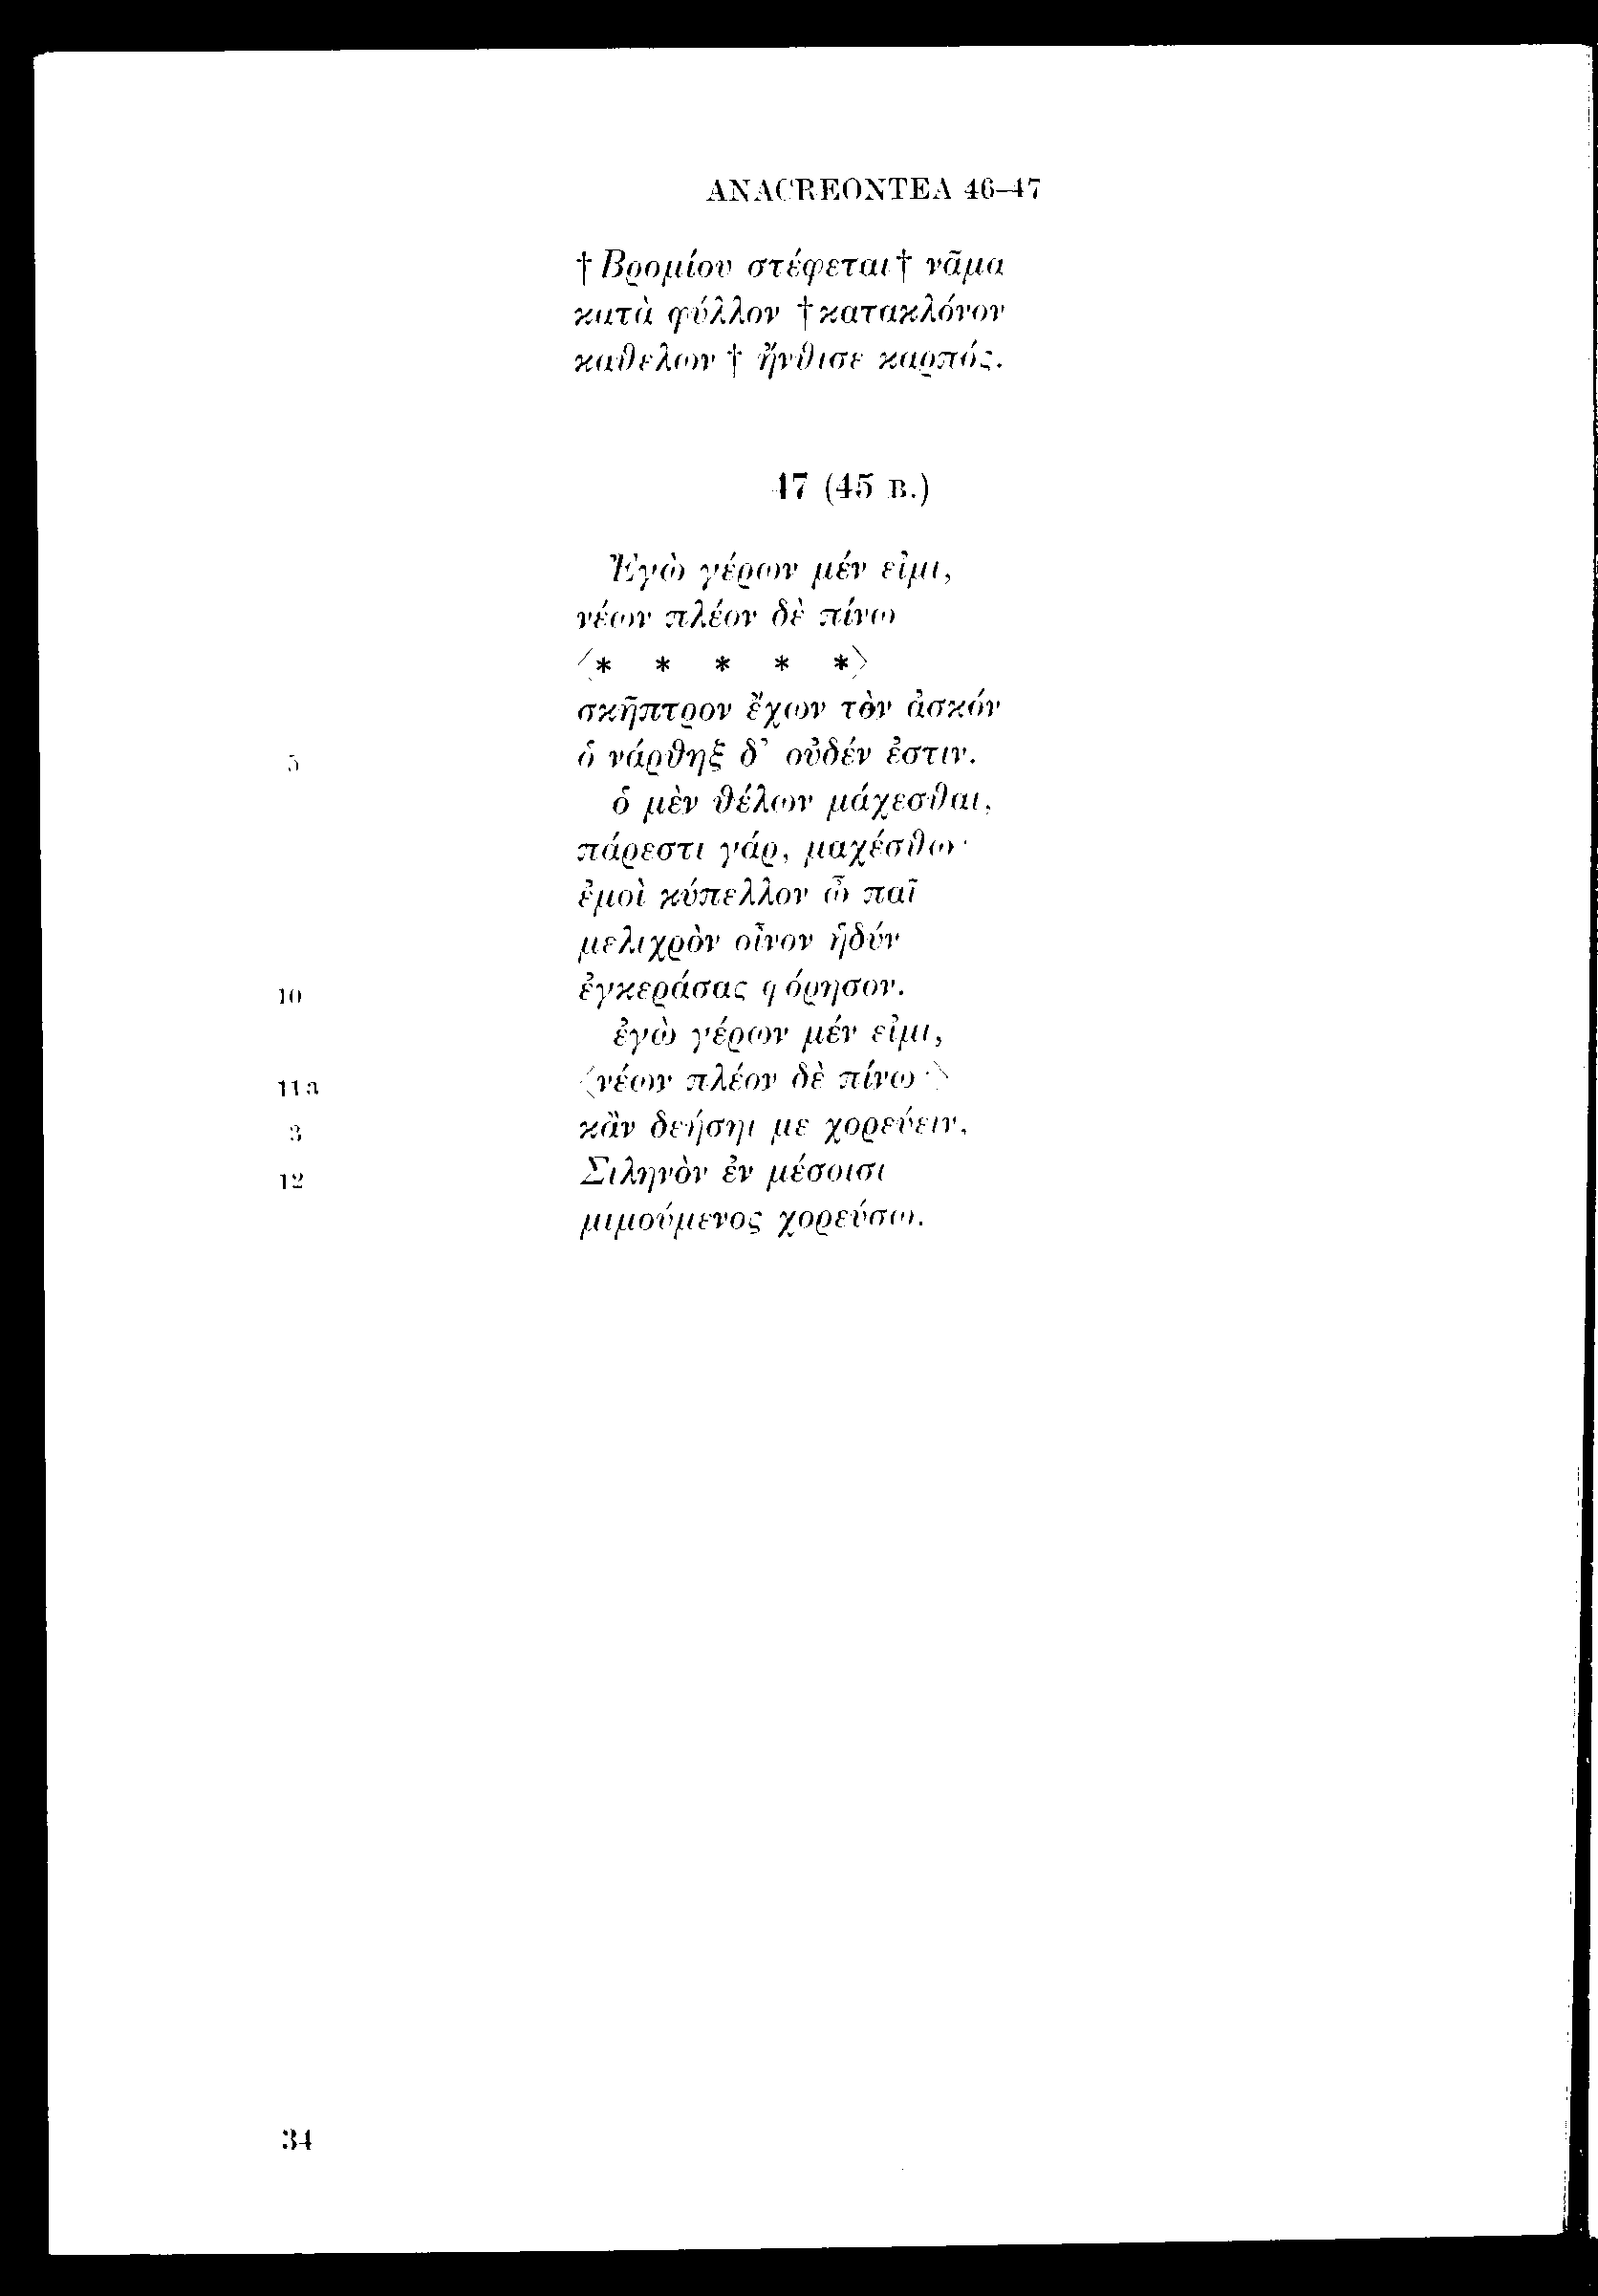 ANACREONTEA 46–47
† Βρομίου στέφεται † νᾶμα
κατὰ φύλλον † κατακλόνον
καθελων † ἤνθισε καρπός.
47 (45 B.)
Ἐγὼ γέρων μέν εἰμι,
νέων πλέον δὲ πίνω
⟨* * * * *⟩
σκῆπτρον ἔχων τὸν ἀσκόν
5 ὁ νάρθηξ δ' οὐδέν ἐστιν.
ὁ μὲν θέλων μάχεσθαι,
πάρεστι γάρ, μαχέσθω·
ἐμοὶ κύπελλον ὦ παῖ
μελιχρὸν οἶνον ἡδύν
10 ἐγκεράσας φόρησον.
ἐγὼ γέρων μέν εἰμι,
11a ⟨νέων πλέον δὲ πίνω·⟩
3 κἂν δεήσηι με χορεύειν,
12 Σιληνὸν ἐν μέσοισι
μιμούμενος χορεύσω.
34